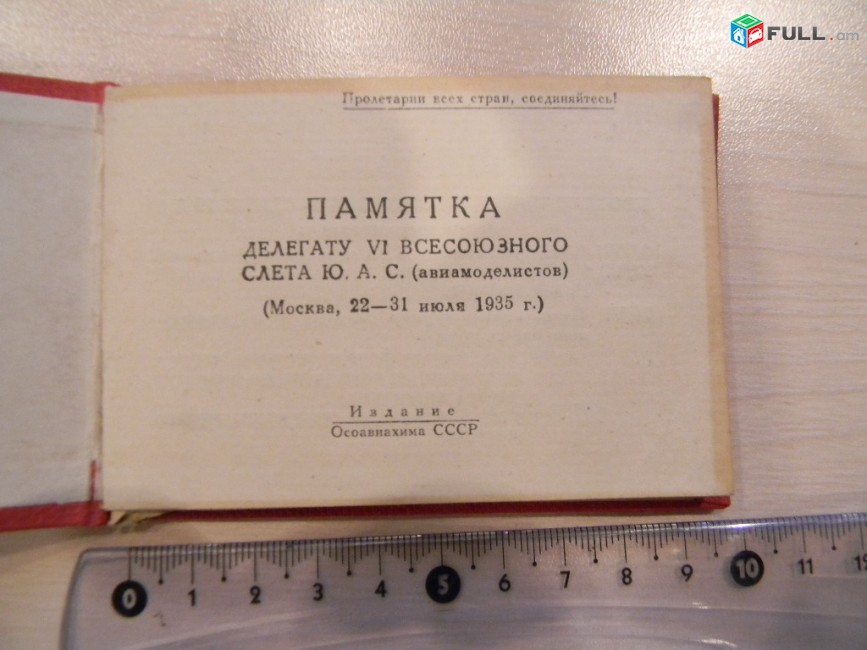 FULL.am
Пролетарии всех стран, соединяйтесь!
ПАМЯТКА
ДЕЛЕГАТУ VI ВСЕСОЮЗНОГО
СЛЕТА Ю. А. С. (авиамоделистов)
(Москва, 22—31 июля 1935 г.)
Издание
Осоавиахима СССР
0 1 2 3 4 5 6 7 8 9 10 11 12